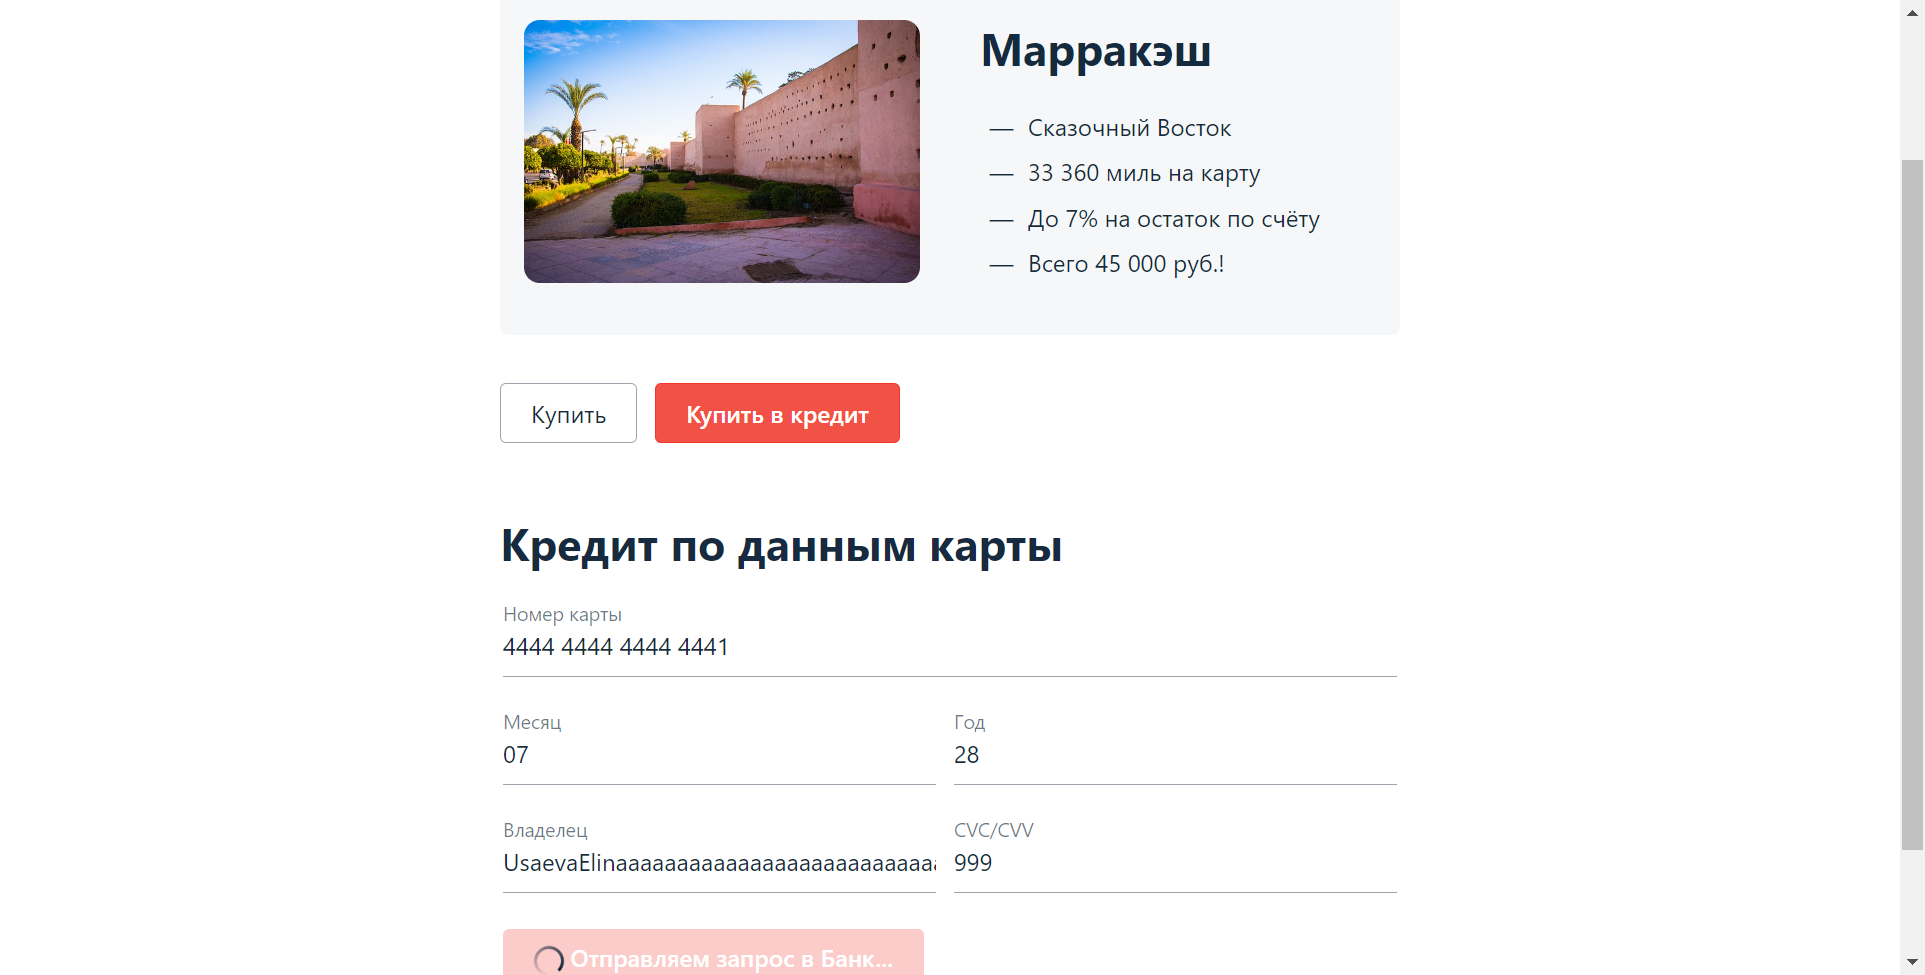 Марракэш
— Сказочный Восток
— 33 360 миль на карту
— До 7% на остаток по счёту
— Всего 45 000 руб.!
Купить
Купить в кредит
Кредит по данным карты
Номер карты
4444 4444 4444 4441
Месяц
Год
07
28
Владелец
CVC/CVV
UsaevaElinaaaaaaaaaaaaaaaaaaaaaaaaaaa
999
Отправляем запрос в Банк...